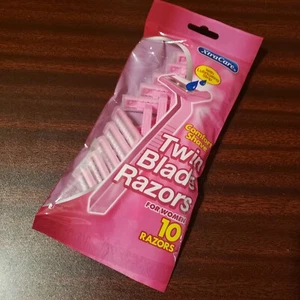 XtraCare
Comfort
Shave
Twin
Blade
Razors
FOR WOMEN
10
RAZORS